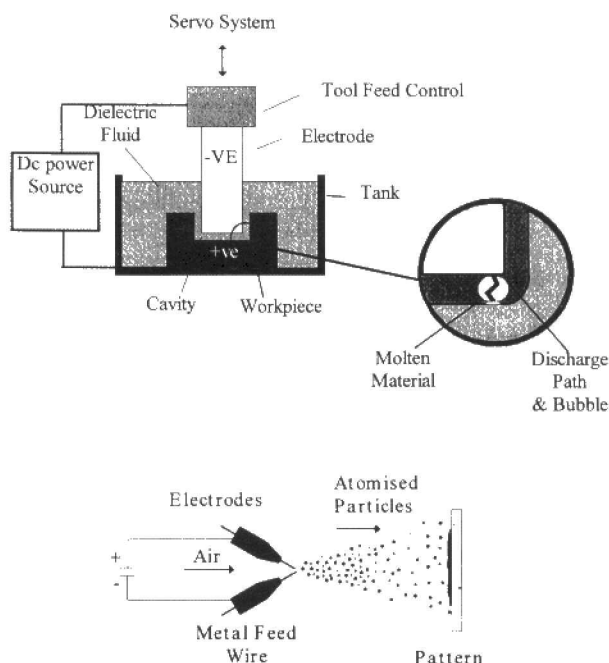 Servo System
Tool Feed Control
Dielectric
Fluid
Electrode
-VE
Dc power
Source
Tank
+ve
Cavity
Workpiece
Molten
Material
Discharge
Path
& Bubble
Electrodes
Atomised
Particles
+
Air
-
Metal Feed
Wire
Pattern